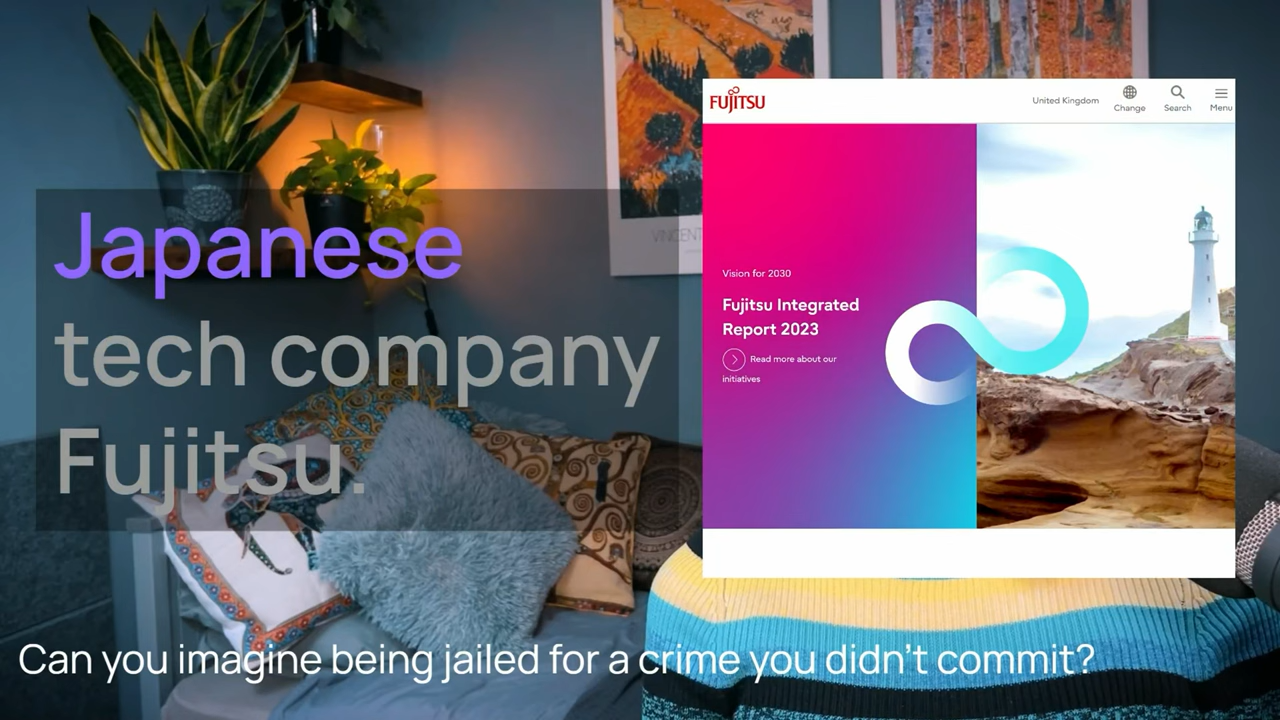 Japanese
tech company
Fujitsu.
VINCENT
FUJITSU
United Kingdom
Change
Search
Menu
Vision for 2030
Fujitsu Integrated
Report 2023
Read more about our
initiatives
Can you imagine being jailed for a crime you didn't commit?